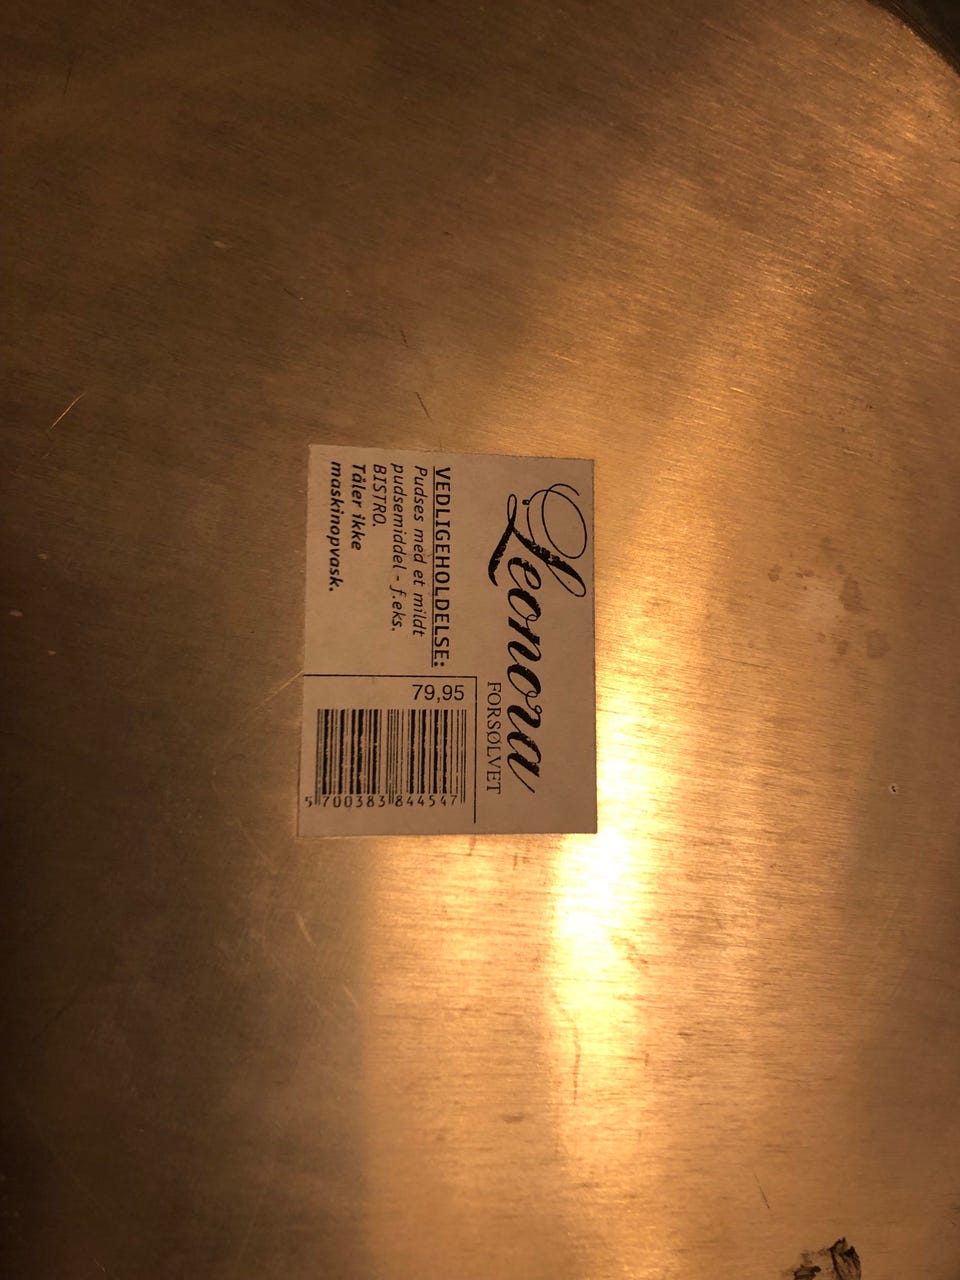 Leonora
FORSØLVET
VEDLIGEHOLDELSE:
Pudses med et mildt
pudsemiddel - f.eks.
BISTRO.
Tåler ikke
maskinopvask.
79,95
5 700383 844547